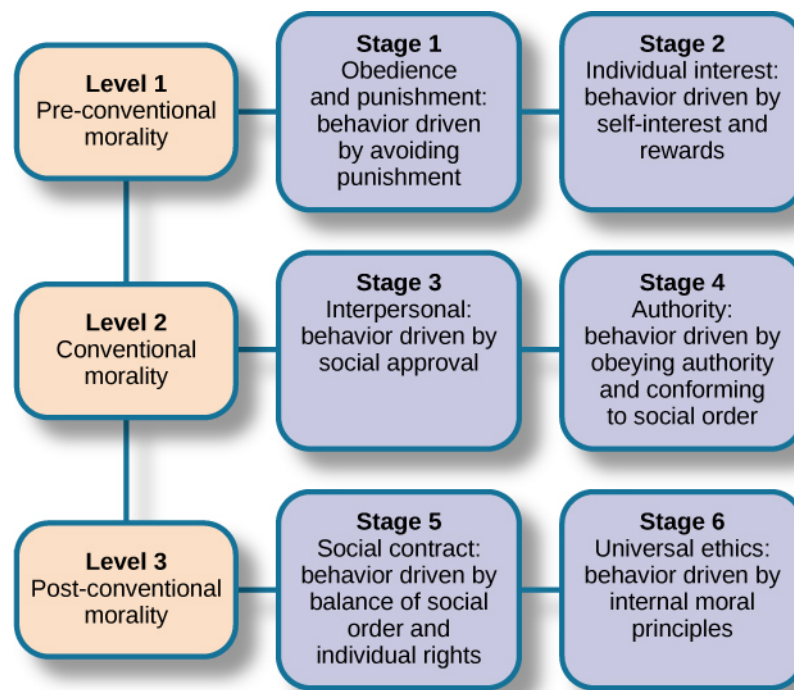 Level 1
Pre-conventional
morality
Stage 1
Obedience
and punishment:
behavior driven
by avoiding
punishment
Stage 2
Individual interest:
behavior driven by
self-interest and
rewards
Level 2
Conventional
morality
Stage 3
Interpersonal:
behavior driven by
social approval
Stage 4
Authority:
behavior driven by
obeying authority
and conforming
to social order
Level 3
Post-conventional
morality
Stage 5
Social contract:
behavior driven by
balance of social
order and
individual rights
Stage 6
Universal ethics:
behavior driven by
internal moral
principles